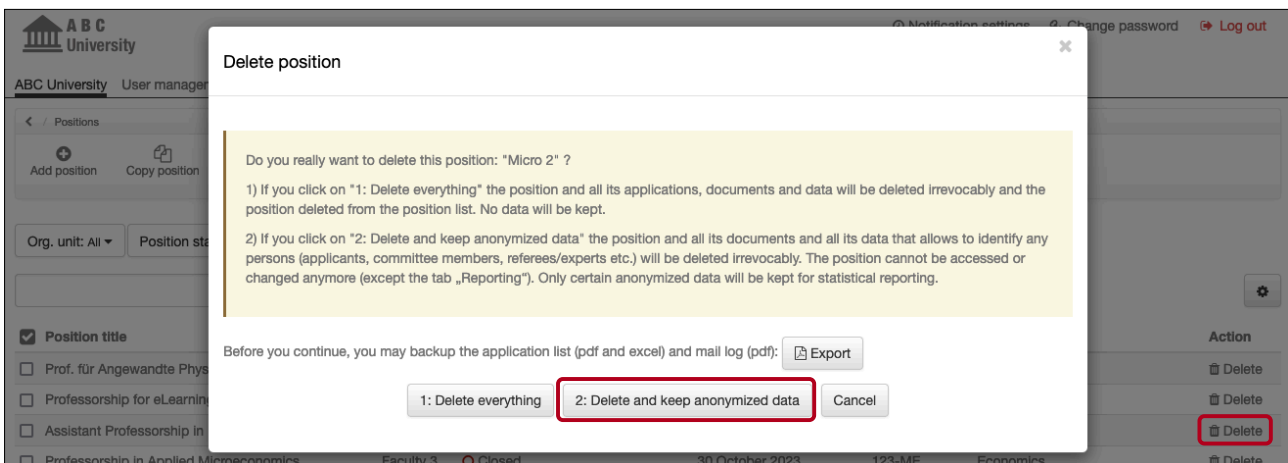 A B C
University
Notification settings Change password Log out
ABC University User manager
Delete position
×
< / Positions
Add position Copy position
Do you really want to delete this position: "Micro 2" ?
1) If you click on "1: Delete everything" the position and all its applications, documents and data will be deleted irrevocably and the
position deleted from the position list. No data will be kept.
2) If you click on "2: Delete and keep anonymized data" the position and all its documents and all its data that allows to identify any
persons (applicants, committee members, referees/experts etc.) will be deleted irrevocably. The position cannot be accessed or
changed anymore (except the tab „Reporting“). Only certain anonymized data will be kept for statistical reporting.
Org. unit: All Position sta
Position title Action
Before you continue, you may backup the application list (pdf and excel) and mail log (pdf): Export
Prof. für Angewandte Phys Delete
Professorship for eLearning Delete
1: Delete everything 2: Delete and keep anonymized data Cancel
Assistant Professorship in Delete
Professorship in Applied Microeconomics Faculty 3 Closed 30 October 2023 123-ME Economics Delete